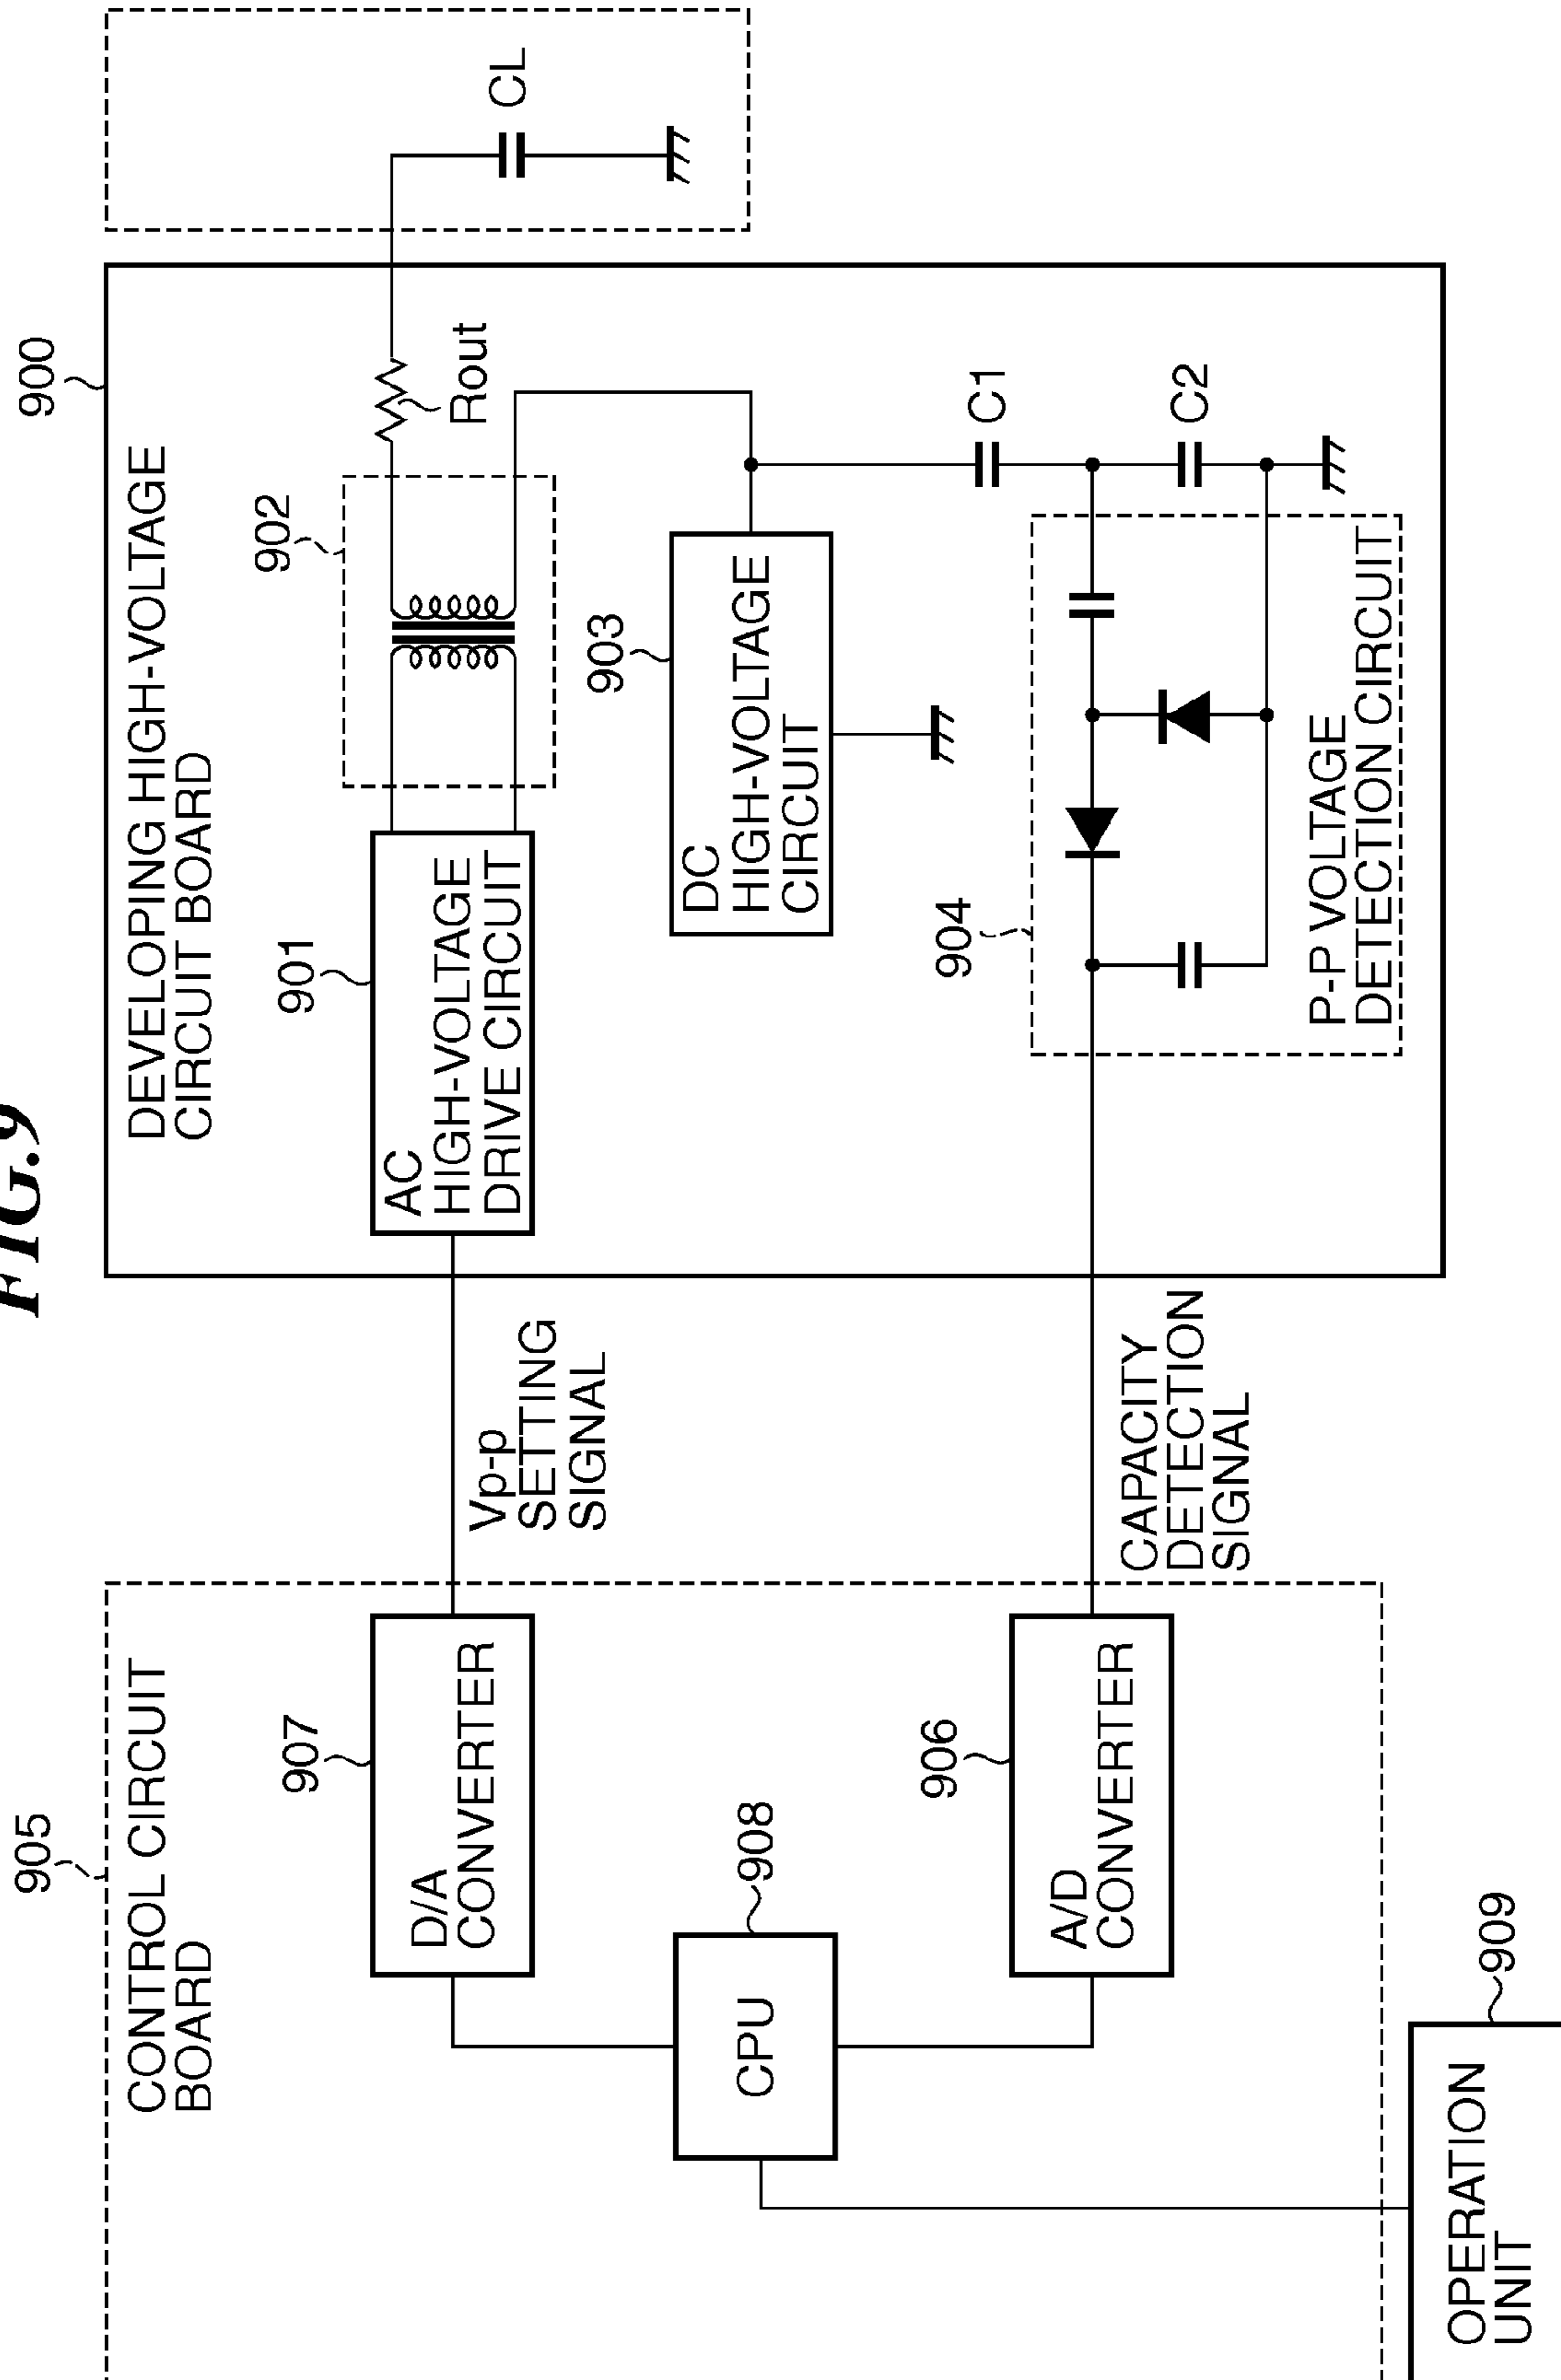 FIG.9
905
CONTROL CIRCUIT
BOARD
907
D/A
CONVERTER
908
CPU
906
A/D
CONVERTER
909
OPERATION
UNIT
Vp-p
SETTING
SIGNAL
CAPACITY
DETECTION
SIGNAL
900
DEVELOPING HIGH-VOLTAGE
CIRCUIT BOARD
901
AC
HIGH-VOLTAGE
DRIVE CIRCUIT
902
Rout
903
DC
HIGH-VOLTAGE
CIRCUIT
904
P-P VOLTAGE
DETECTION CIRCUIT
C1
C2
CL